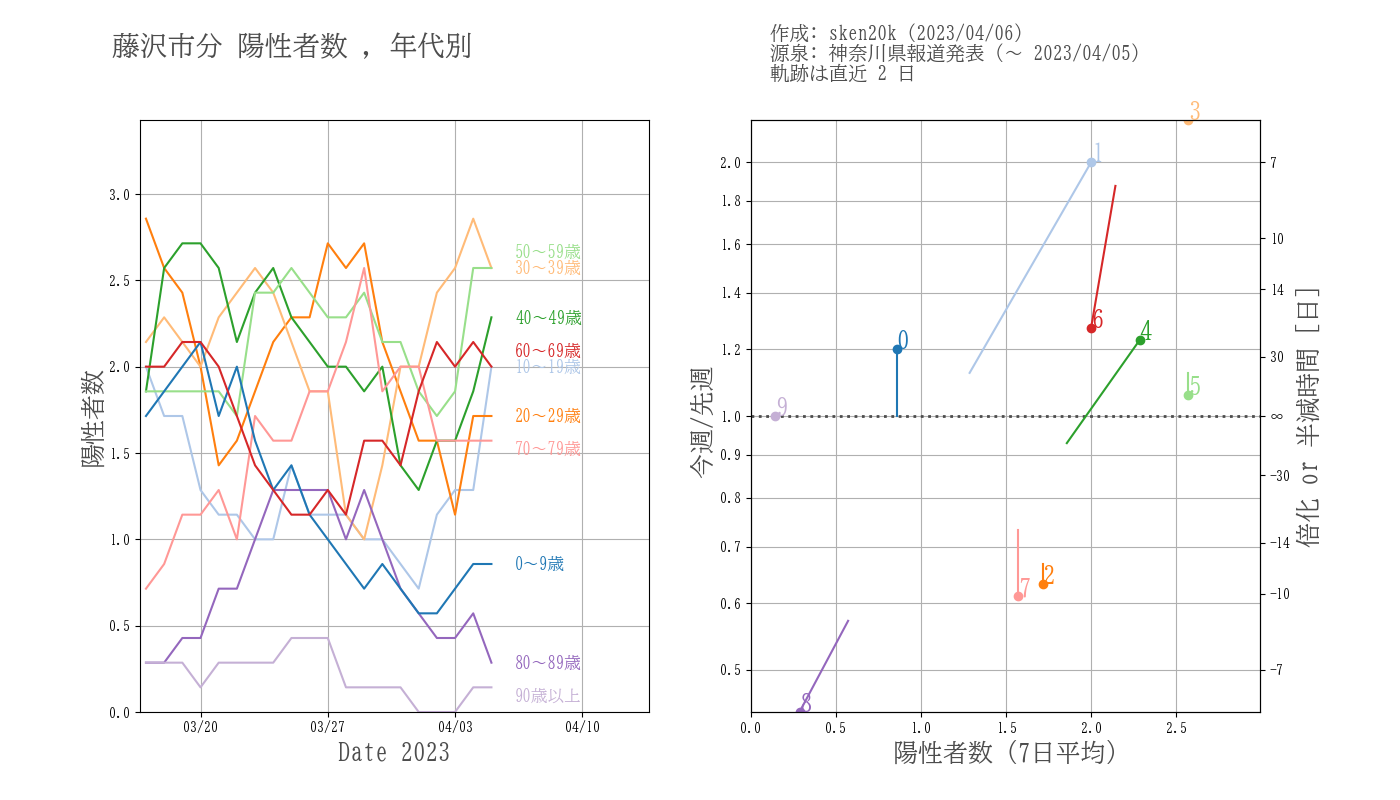 藤沢市分 陽性者数 , 年代別
作成: sken20k (2023/04/06)
源泉: 神奈川県報道発表 (～ 2023/04/05)
軌跡は直近 2 日
陽性者数
3.0
2.5
2.0
1.5
1.0
0.5
0.0
50～59歳
30～39歳
40～49歳
60～69歳
10～19歳
20～29歳
70～79歳
0～9歳
80～89歳
90歳以上
03/20
03/27
04/03
04/10
Date 2023
今週/先週
2.0
1.8
1.6
1.4
1.2
1.0
0.9
0.8
0.7
0.6
0.5
3
1
6
4
0
5
9
2
7
8
7
10
14
30
∞
-30
-14
-10
-7
倍化 or 半減時間 [日]
0.0
0.5
1.0
1.5
2.0
2.5
陽性者数 (7日平均)